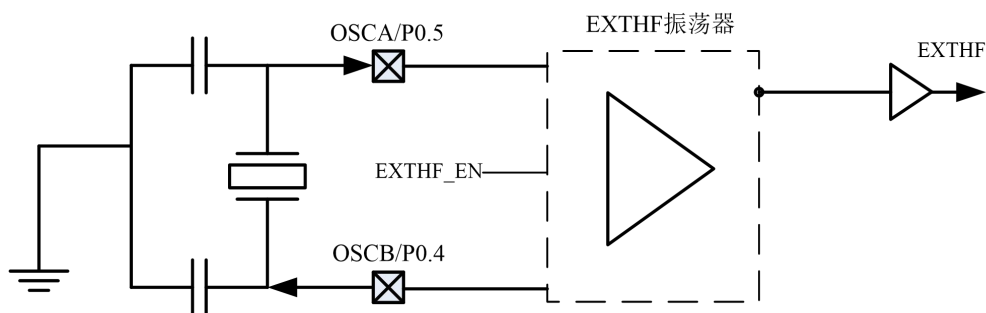 EXTHF振荡器
OSCA/P0.5
EXTHF
EXTHF_EN
OSCB/P0.4